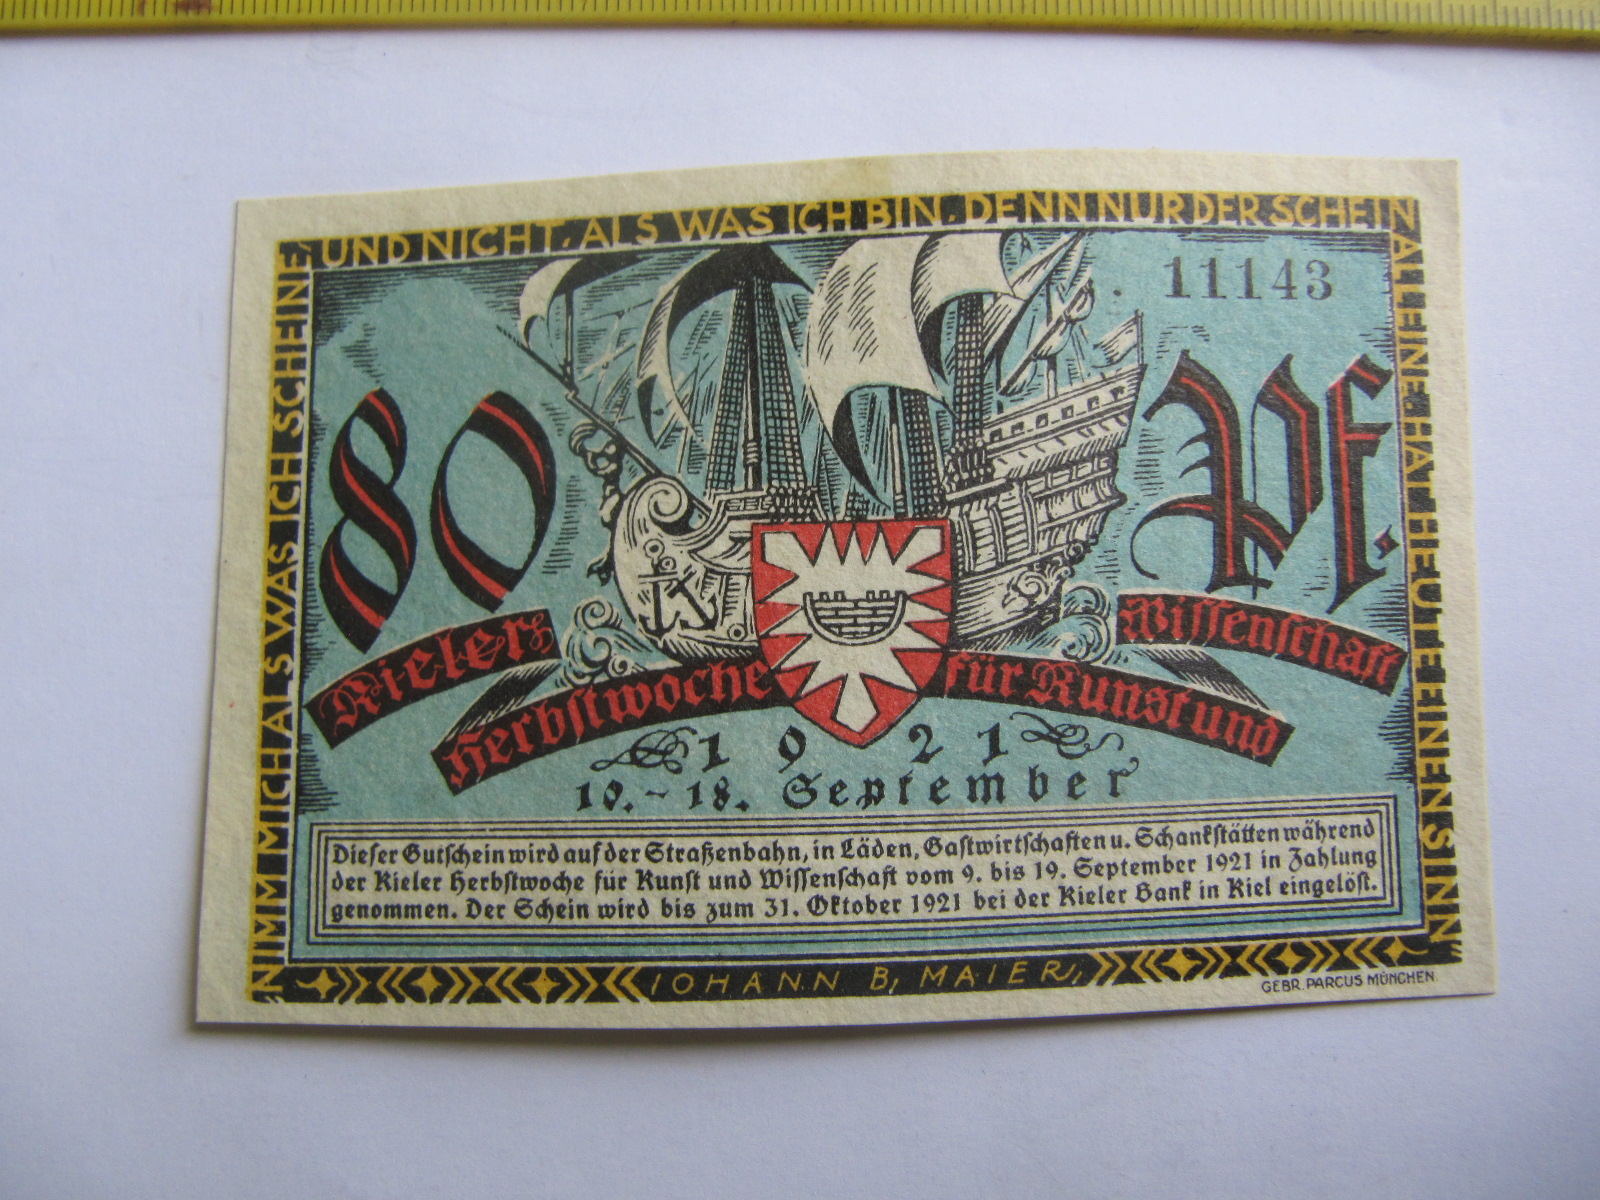 „NIMM MICH ALS WAS ICH SCHEINE,
UND NICHT, ALS WAS ICH BIN. DENN NUR DER SCHEIN
ALLEINE HAT HEUTE EINEN SINN“
11143
80 Pf.
Kieler
Herbstwoche für Kunst und
Wissenschaft
1921
10.-18. September
Dieser Gutschein wird auf der Straßenbahn, in Läden, Gastwirtschaften u. Schankstätten während
der Kieler Herbstwoche für Kunst und Wissenschaft vom 9. bis 19. September 1921 in Zahlung
genommen. Der Schein wird bis zum 31. Oktober 1921 bei der Kieler Bank in Kiel eingelöst.
IOHANN B, MAIER,
GEBR. PARCUS MÜNCHEN.